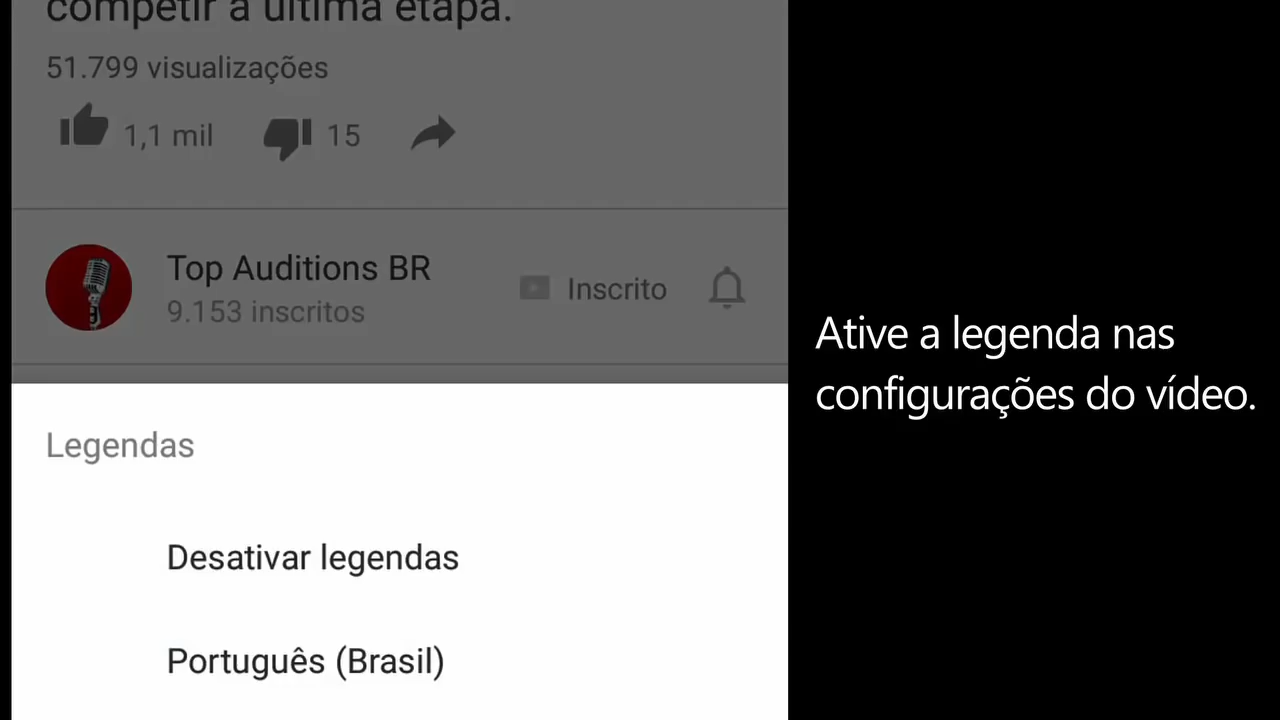 competir a última etapa.
51.799 visualizações
1,1 mil 15
Top Auditions BR
9.153 inscritos
Inscrito
Ative a legenda nas
configurações do vídeo.
Legendas
Desativar legendas
Português (Brasil)